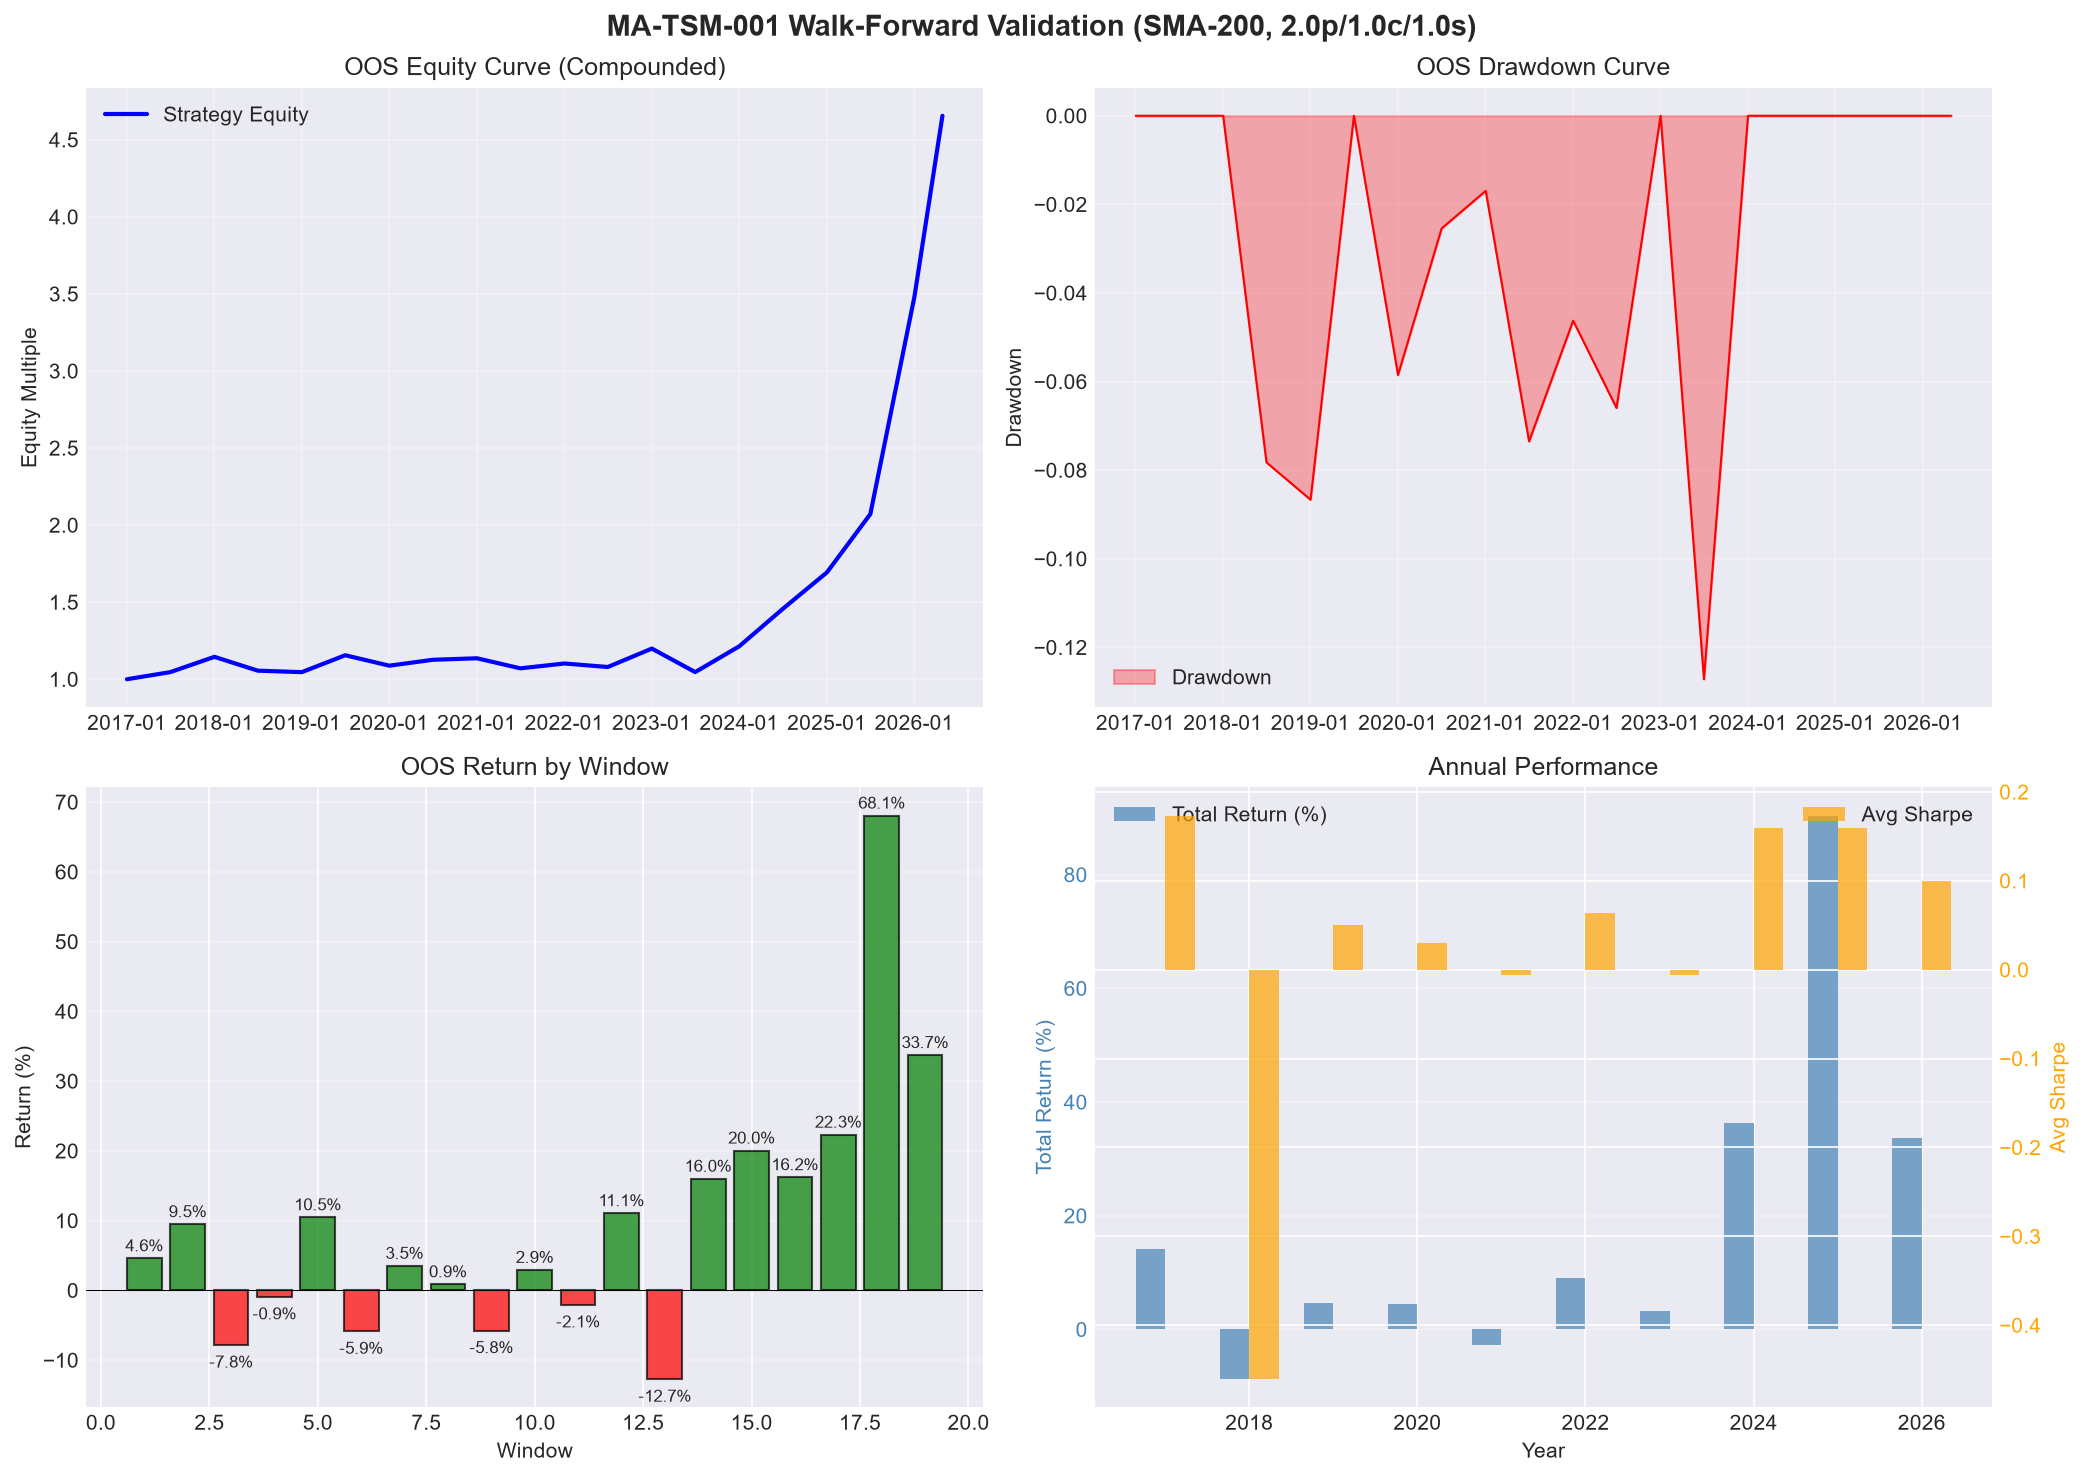 MA-TSM-001 Walk-Forward Validation (SMA-200, 2.0p/1.0c/1.0s)
OOS Equity Curve (Compounded)
Strategy Equity
Equity Multiple
4.5
4.0
3.5
3.0
2.5
2.0
1.5
1.0
2017-01 2018-01 2019-01 2020-01 2021-01 2022-01 2023-01 2024-01 2025-01 2026-01
OOS Drawdown Curve
Drawdown
0.00
−0.02
−0.04
−0.06
−0.08
−0.10
−0.12
Drawdown
2017-01 2018-01 2019-01 2020-01 2021-01 2022-01 2023-01 2024-01 2025-01 2026-01
OOS Return by Window
Return (%)
70
60
50
40
30
20
10
0
−10
4.6%
9.5%
-7.8%
-0.9%
10.5%
-5.9%
3.5%
0.9%
-5.8%
2.9%
-2.1%
11.1%
-12.7%
16.0%
20.0%
16.2%
22.3%
68.1%
33.7%
0.0 2.5 5.0 7.5 10.0 12.5 15.0 17.5 20.0
Window
Annual Performance
Total Return (%)
Avg Sharpe
Total Return (%)
80
60
40
20
0
0.2
0.1
0.0
−0.1
−0.2
−0.3
−0.4
Avg Sharpe
2018 2020 2022 2024 2026
Year